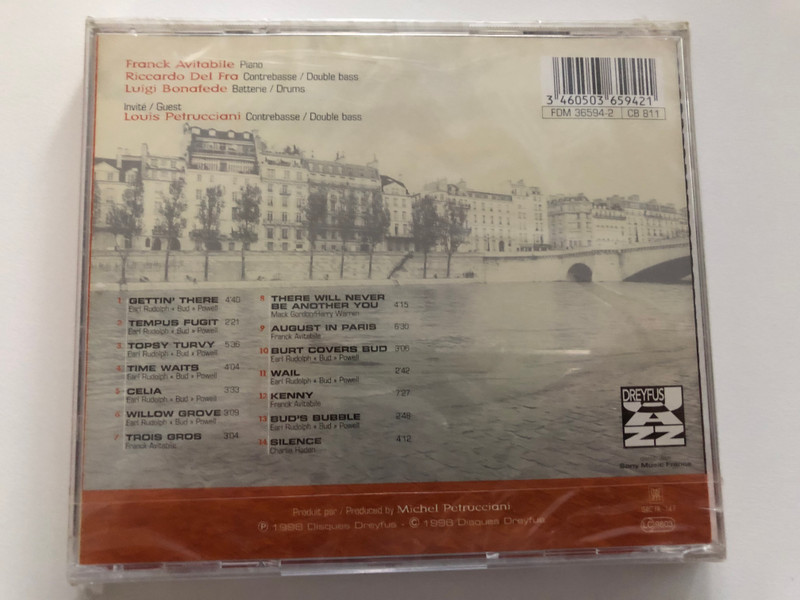 Franck Avitabile Piano
Riccardo Del Fra Contrebasse / Double bass
Luigi Bonafede Batterie / Drums
Invité / Guest
Louis Petrucciani Contrebasse / Double bass
3 460503 659421
FDM 36594-2 CB 811
1 GETTIN' THERE 4'40
Earl Rudolph « Bud » Powell
2 TEMPUS FUGIT 2'21
Earl Rudolph « Bud » Powell
3 TOPSY TURVY 5'36
Earl Rudolph « Bud » Powell
4 TIME WAITS 4'04
Earl Rudolph « Bud » Powell
5 CELIA 3'33
Earl Rudolph « Bud » Powell
6 WILLOW GROVE 3'09
Earl Rudolph « Bud » Powell
7 TROIS GROS 3'04
Franck Avitabile
8 THERE WILL NEVER
BE ANOTHER YOU 4'15
Mack Gordon/Harry Warren
9 AUGUST IN PARIS 6'30
Franck Avitabile
10 BURT COVERS BUD 3'06
Earl Rudolph « Bud » Powell
11 WAIL 2'42
Earl Rudolph « Bud » Powell
12 KENNY 1'27
Franck Avitabile
13 BUD'S BUBBLE 2'48
Earl Rudolph « Bud » Powell
14 SILENCE 4'12
Charlie Haden
DREYFUS
JAZZ
Sony Music France
Produit par / Produced by Michel Petrucciani
℗ 1998 Disques Dreyfus - © 1998 Disques Dreyfus